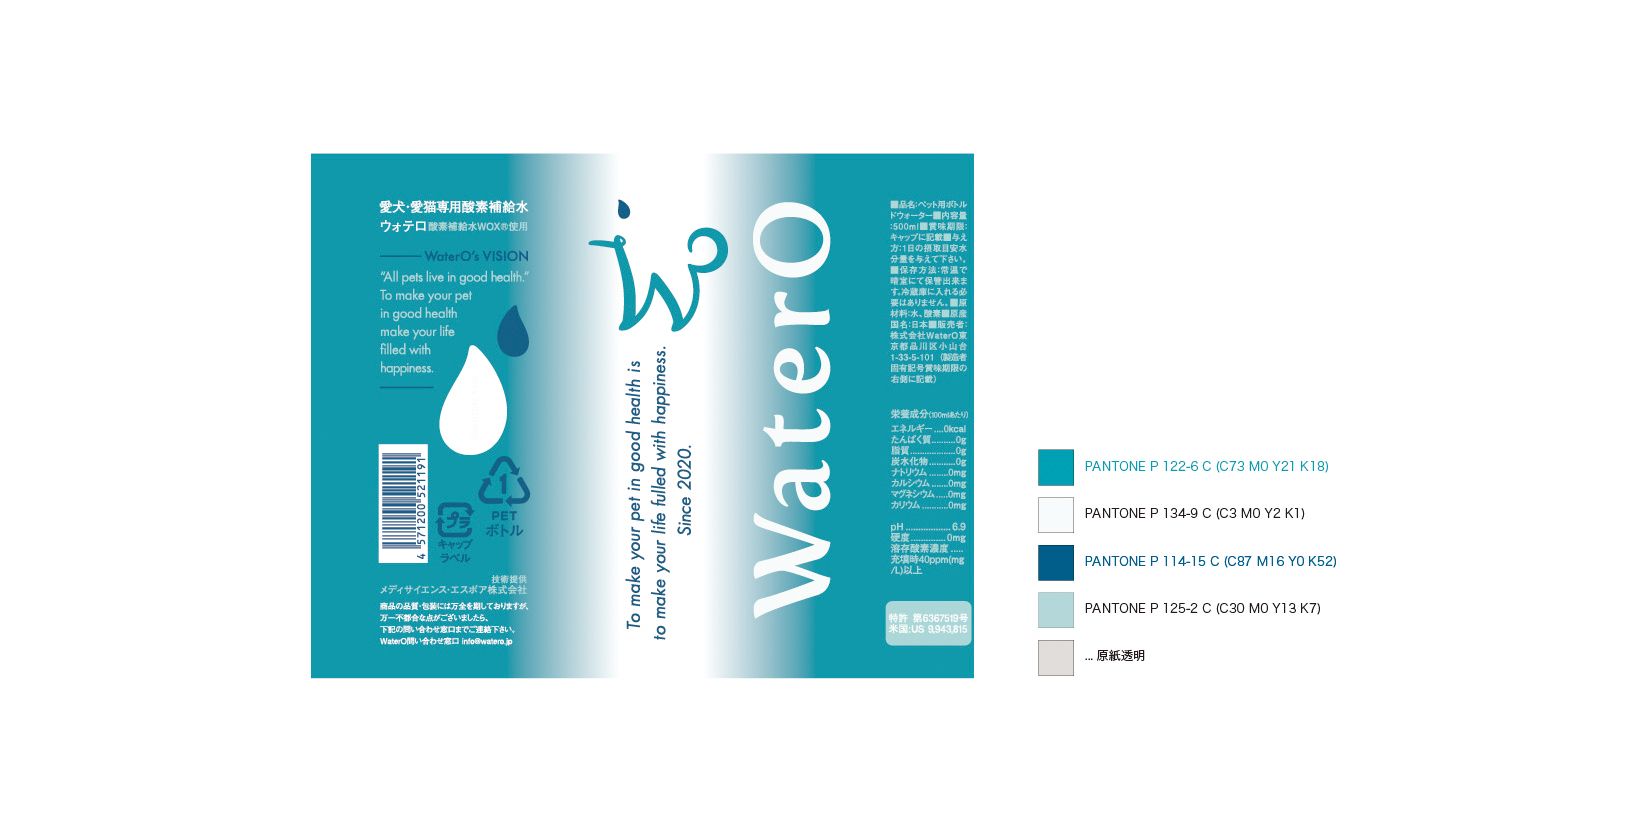 愛犬・愛猫専用酸素補給水
ウォテロ 酸素補給水WOX®使用
WaterO's VISION
"All pets live in good health."
To make your pet
in good health
make your life
filled with
happiness.
4 571200 521191
プラ
キャップ
ラベル
1
PET
ボトル
技術提供
メディサイエンス・エスポア株式会社
商品の品質・包装には万全を期しておりますが、
万一不都合な点がございましたら、
下記の問い合わせ窓口までご連絡下さい。
WaterO問い合わせ窓口 info@watero.jp
To make your pet in good health is
to make your life fulled with happiness.
Since 2020.
WaterO
■品名:ペット用ボトル
ドウォーター■内容量
:500ml■賞味期限:
キャップに記載■与え
方:1日の摂取目安水
分量を与えて下さい。
■保存方法:常温で
暗室にて保管出来ま
す。冷蔵庫に入れる必
要はありません。■原
材料:水、酸素■原産
国名:日本■販売者:
株式会社WaterO東
京都品川区小山台
1-33-5-101 (製造者
固有記号賞味期限の
右側に記載)
栄養成分(100mlあたり)
エネルギー....0kcal
たんぱく質..........0g
脂質...................0g
炭水化物...........0g
ナトリウム.......0mg
カルシウム.......0mg
マグネシウム.....0mg
カリウム...........0mg
pH...................6.9
硬度..............0mg
溶存酸素濃度.....
充填時40ppm(mg
/L)以上
特許 第6367519号
米国:US 9,943,815
PANTONE P 122-6 C (C73 M0 Y21 K18)
PANTONE P 134-9 C (C3 M0 Y2 K1)
PANTONE P 114-15 C (C87 M16 Y0 K52)
PANTONE P 125-2 C (C30 M0 Y13 K7)
... 原紙透明